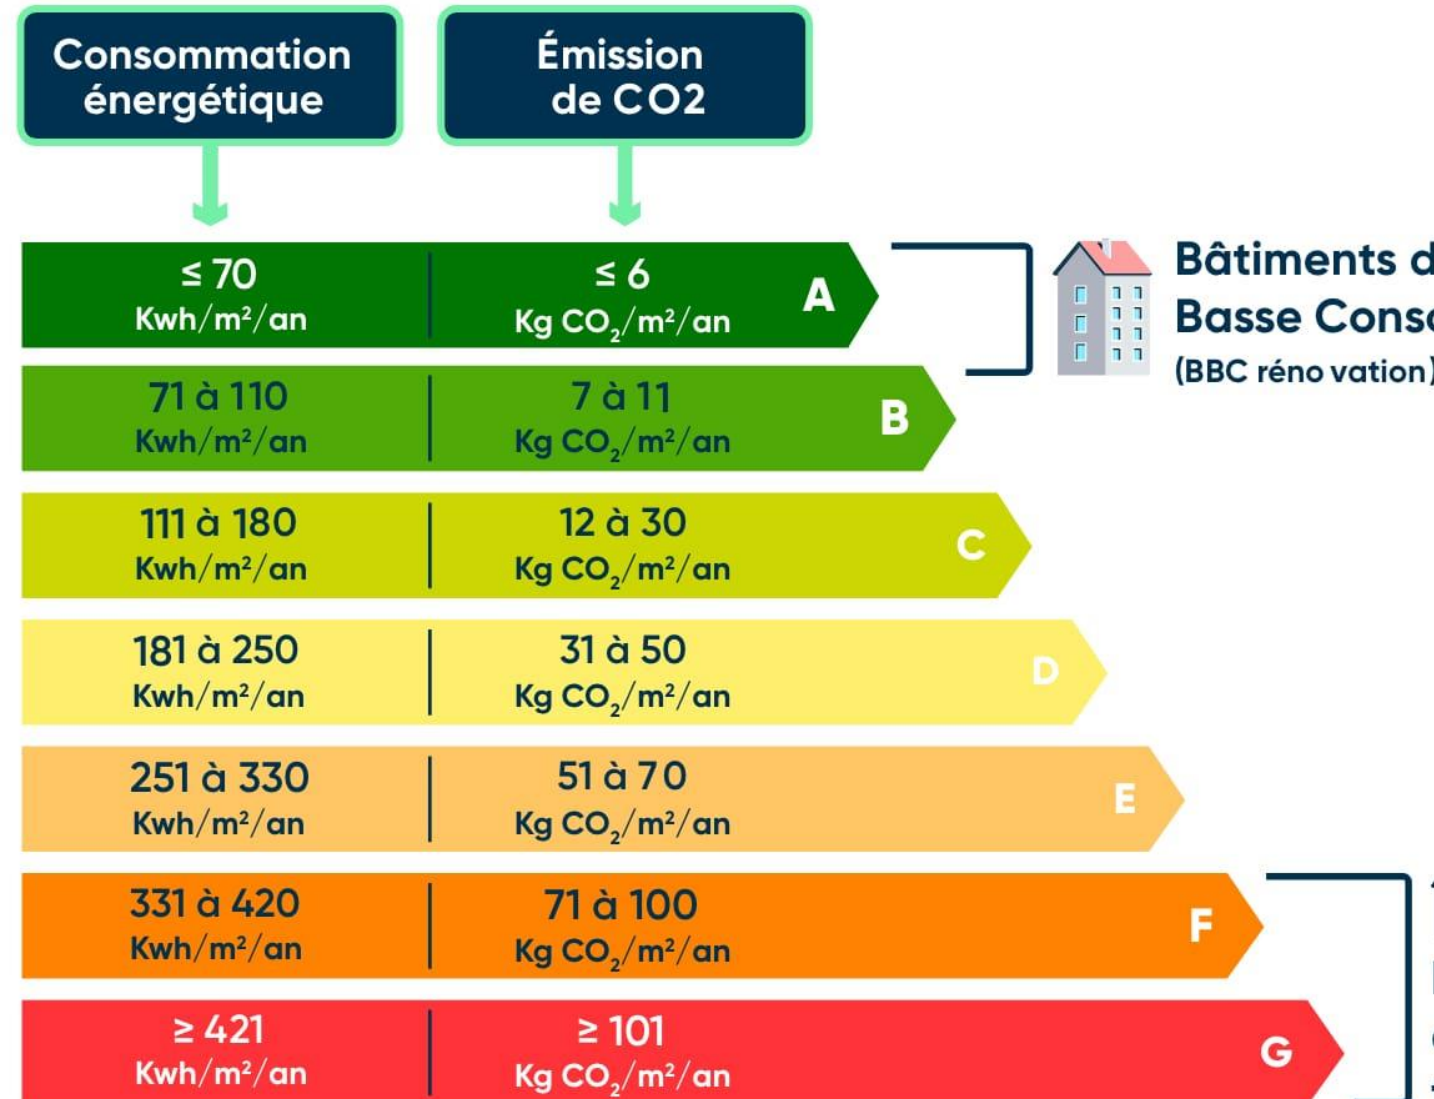 Consommation
énergétique
Émission
de CO2
≤ 70
Kwh/m²/an
≤ 6
Kg CO₂/m²/an
A
Bâtiments
Basse
(BBC réno vation)
71 à 110
Kwh/m²/an
7 à 11
Kg CO₂/m²/an
B
111 à 180
Kwh/m²/an
12 à 30
Kg CO₂/m²/an
C
181 à 250
Kwh/m²/an
31 à 50
Kg CO₂/m²/an
D
251 à 330
Kwh/m²/an
51 à 70
Kg CO₂/m²/an
E
331 à 420
Kwh/m²/an
71 à 100
Kg CO₂/m²/an
F
≥ 421
Kwh/m²/an
≥ 101
Kg CO₂/m²/an
G